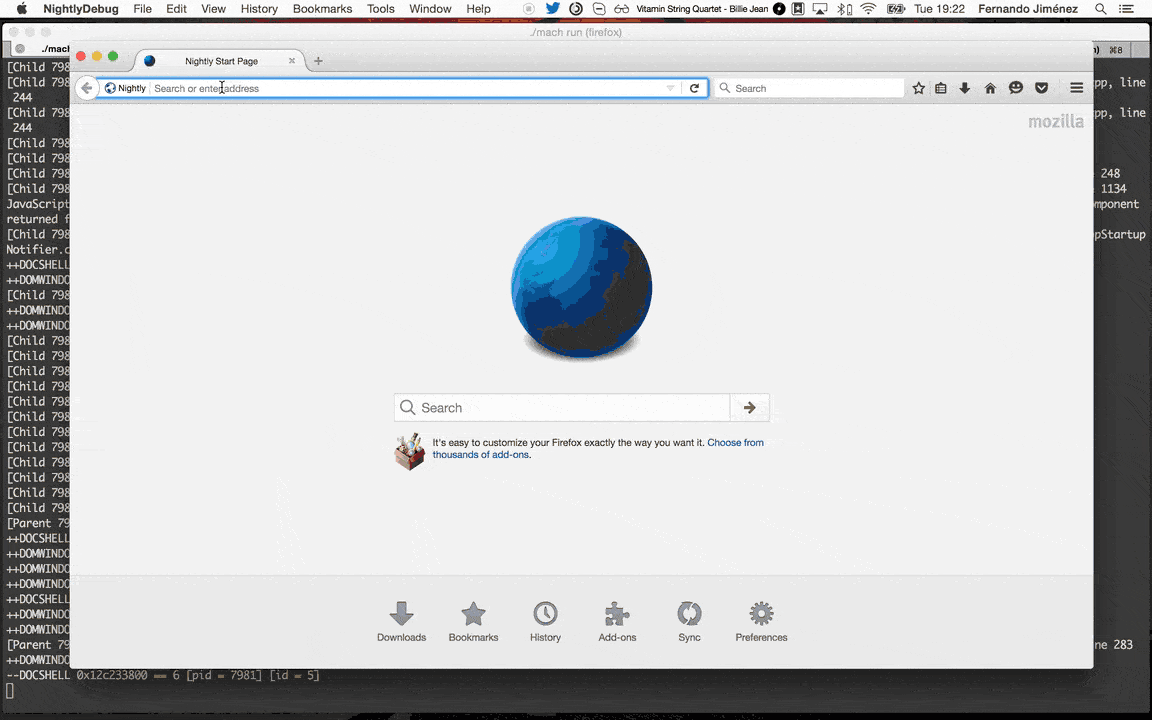 NightlyDebug File Edit View History Bookmarks Tools Window Help Vitamin String Quartet - Billie Jean Tue 19:22 Fernando Jiménez
./mach run (firefox)
./mach
⌘8
Nightly Start Page
Nightly Search or enter address
Search
mozilla
[Child 798
[Child 798 pp, line
244
[Child 798 pp, line
244
[Child 798
[Child 798
[Child 798 248
[Child 798 1134
JavaScript mponent
returned f
[Child 798 pStartup
Notifier.c
++DOCSHELL
++DOMWINDO
[Child 798
++DOMWINDO
++DOMWINDO
[Child 798
[Child 798
[Child 798
[Child 798
[Child 798
[Child 798
[Child 798
[Child 798
[Child 798
[Child 798
[Child 798
[Child 798
[Parent 79
++DOCSHELL
++DOMWINDO
++DOMWINDO
++DOMWINDO
++DOCSHELL
++DOMWINDO
++DOMWINDO
[Parent 79 ne 283
++DOMWINDO
--DOCSHELL 0x12c233800 == 6 [pid = 7981] [id = 5]
Search
It's easy to customize your Firefox exactly the way you want it. Choose from
thousands of add-ons.
Downloads Bookmarks History Add-ons Sync Preferences